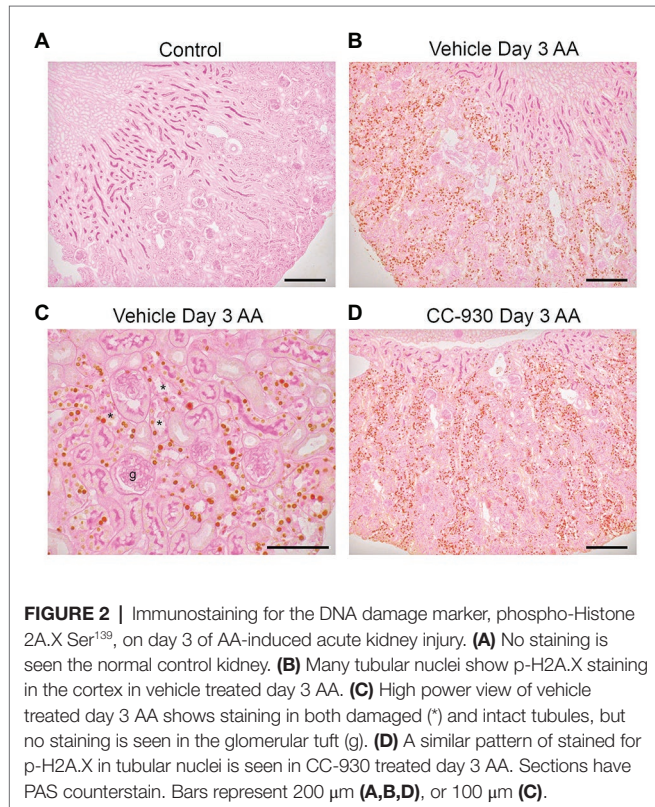 A
Control
B
Vehicle Day 3 AA
C
Vehicle Day 3 AA
D
CC-930 Day 3 AA
*
*
*
g
FIGURE 2 | Immunostaining for the DNA damage marker, phospho-Histone
2A.X Ser¹³⁹, on day 3 of AA-induced acute kidney injury. (A) No staining is
seen the normal control kidney. (B) Many tubular nuclei show p-H2A.X staining
in the cortex in vehicle treated day 3 AA. (C) High power view of vehicle
treated day 3 AA shows staining in both damaged (*) and intact tubules, but
no staining is seen in the glomerular tuft (g). (D) A similar pattern of stained for
p-H2A.X in tubular nuclei is seen in CC-930 treated day 3 AA. Sections have
PAS counterstain. Bars represent 200 μm (A,B,D), or 100 μm (C).